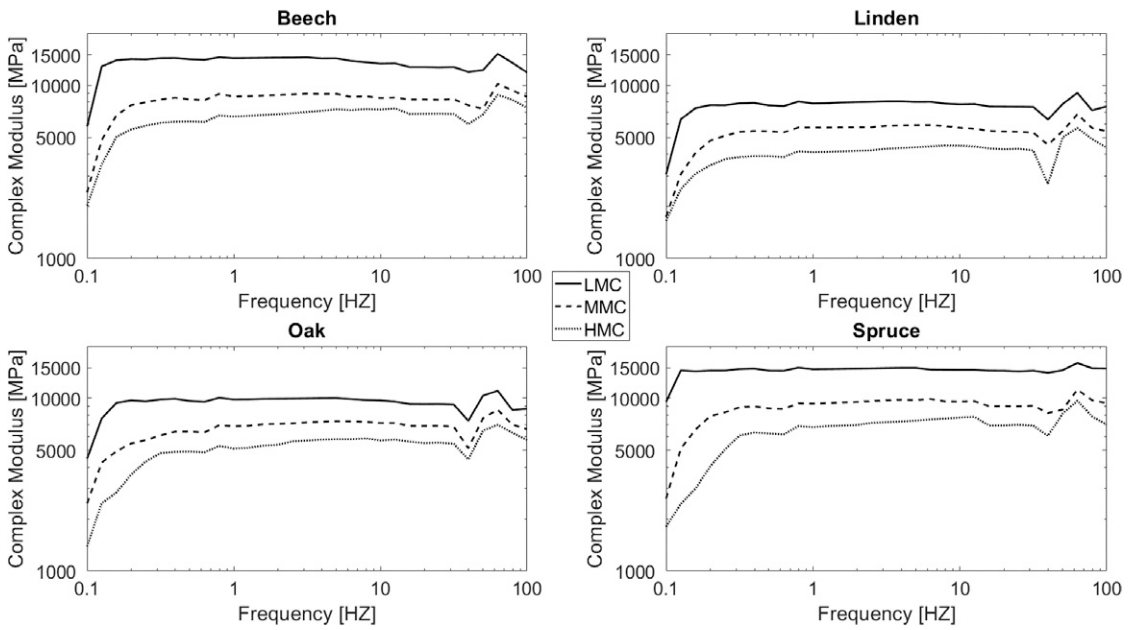 Beech
Complex Modulus [MPa]
15000
10000
5000
1000
0.1
1
10
100
Frequency [HZ]
Linden
Complex Modulus [MPa]
15000
10000
5000
1000
0.1
1
10
100
Frequency [HZ]
LMC
MMC
HMC
Oak
Complex Modulus [MPa]
15000
10000
5000
1000
0.1
1
10
100
Frequency [HZ]
Spruce
Complex Modulus [MPa]
15000
10000
5000
1000
0.1
1
10
100
Frequency [HZ]